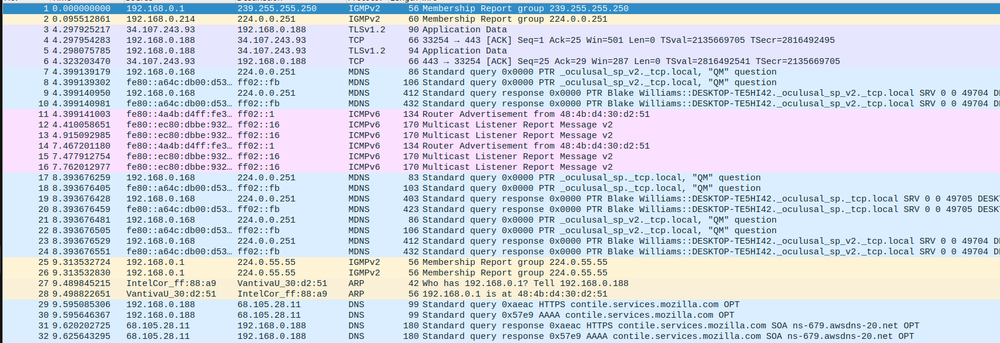 1 0.000000000 192.168.0.1 239.255.255.250 IGMPv2 56 Membership Report group 239.255.255.250
2 0.095512861 192.168.0.214 224.0.0.251 IGMPv2 60 Membership Report group 224.0.0.251
3 4.297925217 34.107.243.93 192.168.0.188 TLSv1.2 90 Application Data
4 4.297954283 192.168.0.188 34.107.243.93 TCP 66 33254 → 443 [ACK] Seq=1 Ack=25 Win=501 Len=0 TSval=2135669705 TSecr=2816492495
5 4.298075785 192.168.0.188 34.107.243.93 TLSv1.2 94 Application Data
6 4.323203470 34.107.243.93 192.168.0.188 TCP 66 443 → 33254 [ACK] Seq=25 Ack=29 Win=287 Len=0 TSval=2816492541 TSecr=2135669705
7 4.399139179 192.168.0.168 224.0.0.251 MDNS 86 Standard query 0x0000 PTR _oculusal_sp_v2._tcp.local, "QM" question
8 4.399139302 fe80::a64c:db00:d53… ff02::fb MDNS 106 Standard query 0x0000 PTR _oculusal_sp_v2._tcp.local, "QM" question
9 4.399140950 192.168.0.168 224.0.0.251 MDNS 412 Standard query response 0x0000 PTR Blake Williams::DESKTOP-TE5HI42._oculusal_sp_v2._tcp.local SRV 0 0 49704 D
10 4.399140981 fe80::a64c:db00:d53… ff02::fb MDNS 432 Standard query response 0x0000 PTR Blake Williams::DESKTOP-TE5HI42._oculusal_sp_v2._tcp.local SRV 0 0 49704 D
11 4.399141003 fe80::4a4b:d4ff:fe3… ff02::1 ICMPv6 134 Router Advertisement from 48:4b:d4:30:d2:51
12 4.410058651 fe80::ec80:dbbe:932… ff02::16 ICMPv6 170 Multicast Listener Report Message v2
13 4.915092985 fe80::ec80:dbbe:932… ff02::16 ICMPv6 170 Multicast Listener Report Message v2
14 7.467201180 fe80::4a4b:d4ff:fe3… ff02::1 ICMPv6 134 Router Advertisement from 48:4b:d4:30:d2:51
15 7.477912754 fe80::ec80:dbbe:932… ff02::16 ICMPv6 170 Multicast Listener Report Message v2
16 7.762012977 fe80::ec80:dbbe:932… ff02::16 ICMPv6 170 Multicast Listener Report Message v2
17 8.393676259 192.168.0.168 224.0.0.251 MDNS 83 Standard query 0x0000 PTR _oculusal_sp._tcp.local, "QM" question
18 8.393676405 fe80::a64c:db00:d53… ff02::fb MDNS 103 Standard query 0x0000 PTR _oculusal_sp._tcp.local, "QM" question
19 8.393676428 192.168.0.168 224.0.0.251 MDNS 403 Standard query response 0x0000 PTR Blake Williams::DESKTOP-TE5HI42._oculusal_sp._tcp.local SRV 0 0 49705 DESK
20 8.393676459 fe80::a64c:db00:d53… ff02::fb MDNS 423 Standard query response 0x0000 PTR Blake Williams::DESKTOP-TE5HI42._oculusal_sp._tcp.local SRV 0 0 49705 DESK
21 8.393676481 192.168.0.168 224.0.0.251 MDNS 86 Standard query 0x0000 PTR _oculusal_sp_v2._tcp.local, "QM" question
22 8.393676505 fe80::a64c:db00:d53… ff02::fb MDNS 106 Standard query 0x0000 PTR _oculusal_sp_v2._tcp.local, "QM" question
23 8.393676529 192.168.0.168 224.0.0.251 MDNS 412 Standard query response 0x0000 PTR Blake Williams::DESKTOP-TE5HI42._oculusal_sp_v2._tcp.local SRV 0 0 49704 D
24 8.393676551 fe80::a64c:db00:d53… ff02::fb MDNS 432 Standard query response 0x0000 PTR Blake Williams::DESKTOP-TE5HI42._oculusal_sp_v2._tcp.local SRV 0 0 49704 D
25 9.313532724 192.168.0.1 224.0.55.55 IGMPv2 56 Membership Report group 224.0.55.55
26 9.313532830 192.168.0.1 224.0.55.55 IGMPv2 56 Membership Report group 224.0.55.55
27 9.489845215 IntelCor_ff:88:a9 VantivaU_30:d2:51 ARP 42 Who has 192.168.0.1? Tell 192.168.0.188
28 9.498822651 VantivaU_30:d2:51 IntelCor_ff:88:a9 ARP 56 192.168.0.1 is at 48:4b:d4:30:d2:51
29 9.595085306 192.168.0.188 68.105.28.11 DNS 99 Standard query 0xaeac HTTPS contile.services.mozilla.com OPT
30 9.595646367 192.168.0.188 68.105.28.11 DNS 99 Standard query 0x57e9 AAAA contile.services.mozilla.com OPT
31 9.620202725 68.105.28.11 192.168.0.188 DNS 180 Standard query response 0xaeac HTTPS contile.services.mozilla.com SOA ns-679.awsdns-20.net OPT
32 9.625643295 68.105.28.11 192.168.0.188 DNS 180 Standard query response 0x57e9 AAAA contile.services.mozilla.com SOA ns-679.awsdns-20.net OPT